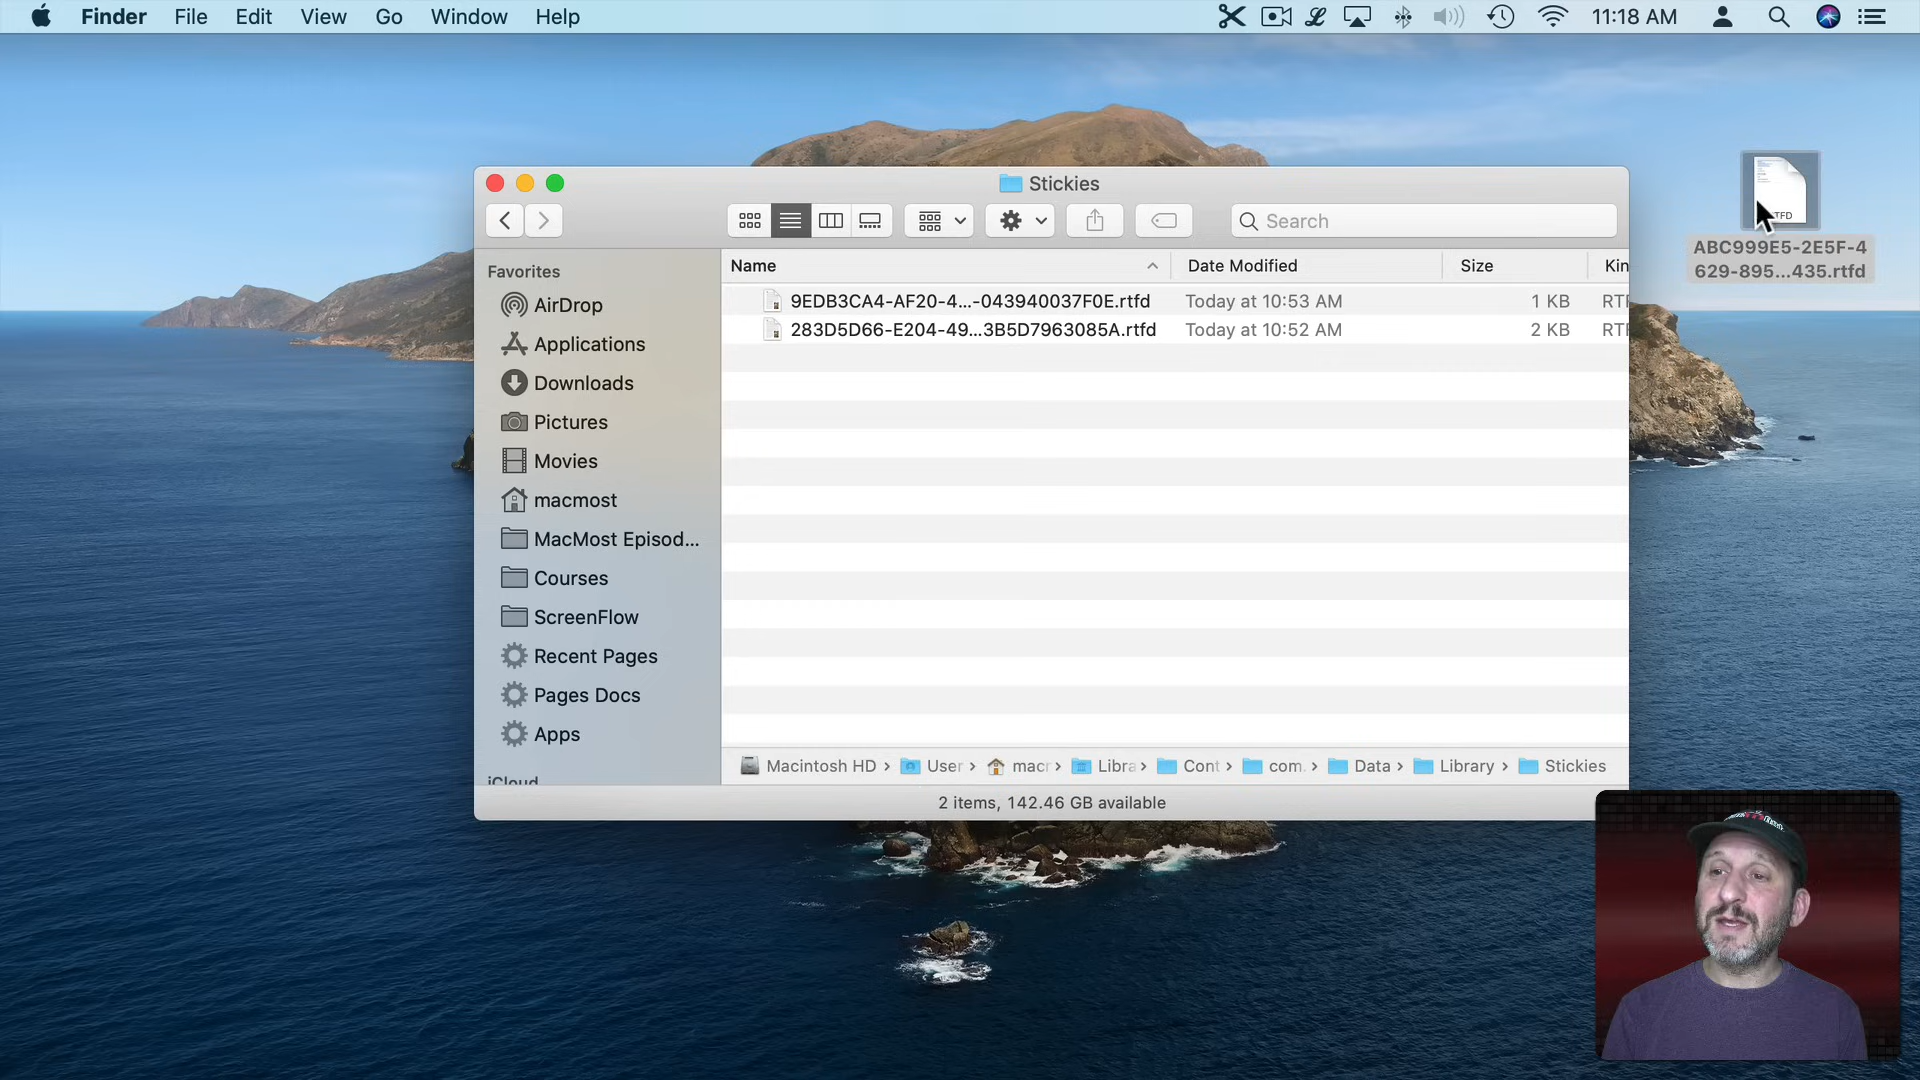 Finder File Edit View Go Window Help 11:18 AM
Stickies
Search
Favorites
AirDrop
Applications
Downloads
Pictures
Movies
macmost
MacMost Episod...
Courses
ScreenFlow
Recent Pages
Pages Docs
Apps
Name Date Modified Size Kin
9EDB3CA4-AF20-4...-043940037F0E.rtfd Today at 10:53 AM 1 KB RTF
283D5D66-E204-49...3B5D7963085A.rtfd Today at 10:52 AM 2 KB RTF
Macintosh HD › User › macr › Libra › Cont › com. › Data › Library › Stickies
2 items, 142.46 GB available
TFD
ABC999E5-2E5F-4
629-895...435.rtfd